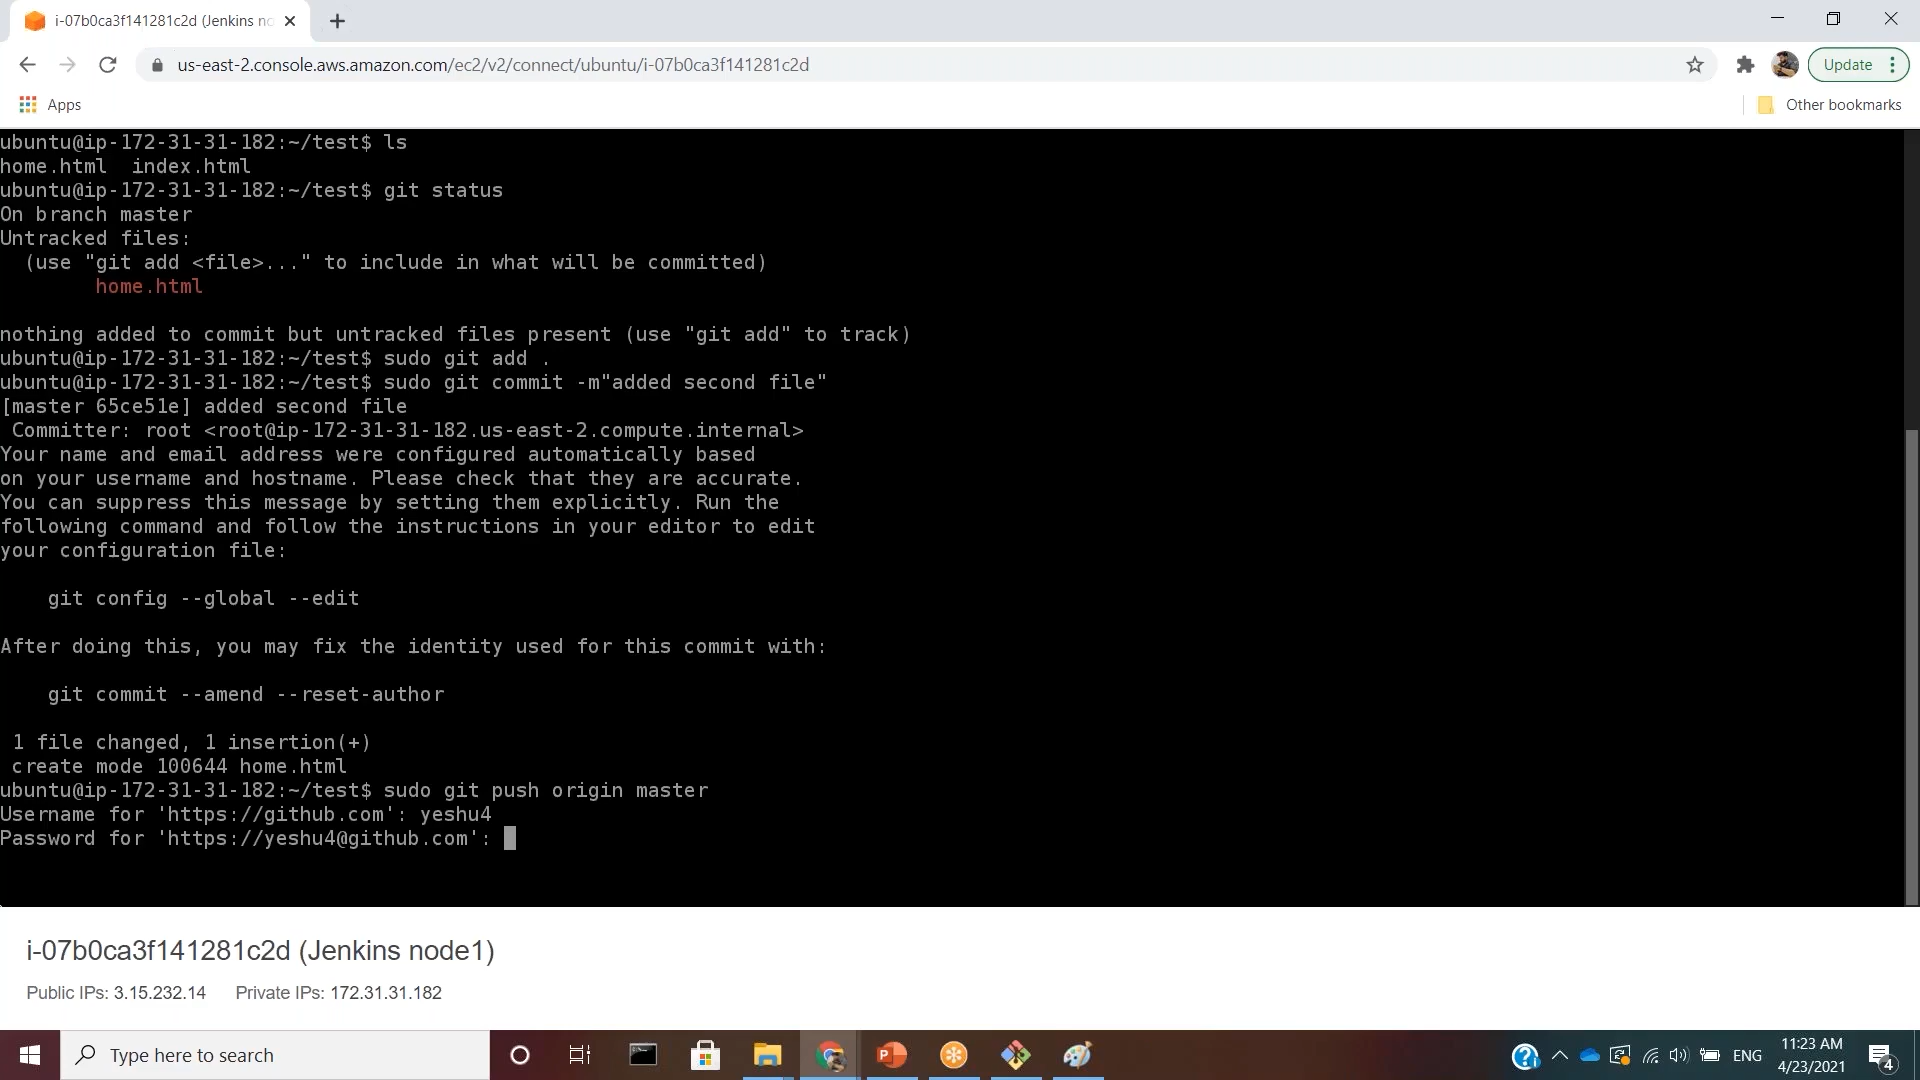 i-07b0ca3f141281c2d (Jenkins no
us-east-2.console.aws.amazon.com/ec2/v2/connect/ubuntu/i-07b0ca3f141281c2d
Update
Apps
Other bookmarks
ubuntu@ip-172-31-31-182:~/test$ ls
home.html  index.html
ubuntu@ip-172-31-31-182:~/test$ git status
On branch master
Untracked files:
  (use "git add <file>..." to include in what will be committed)
        home.html
nothing added to commit but untracked files present (use "git add" to track)
ubuntu@ip-172-31-31-182:~/test$ sudo git add .
ubuntu@ip-172-31-31-182:~/test$ sudo git commit -m"added second file"
[master 65ce51e] added second file
 Committer: root <root@ip-172-31-31-182.us-east-2.compute.internal>
Your name and email address were configured automatically based
on your username and hostname. Please check that they are accurate.
You can suppress this message by setting them explicitly. Run the
following command and follow the instructions in your editor to edit
your configuration file:
    git config --global --edit
After doing this, you may fix the identity used for this commit with:
    git commit --amend --reset-author
 1 file changed, 1 insertion(+)
 create mode 100644 home.html
ubuntu@ip-172-31-31-182:~/test$ sudo git push origin master
Username for 'https://github.com': yeshu4
Password for 'https://yeshu4@github.com':
i-07b0ca3f141281c2d (Jenkins node1)
Public IPs: 3.15.232.14 Private IPs: 172.31.31.182
Type here to search
ENG
11:23 AM
4/23/2021
4